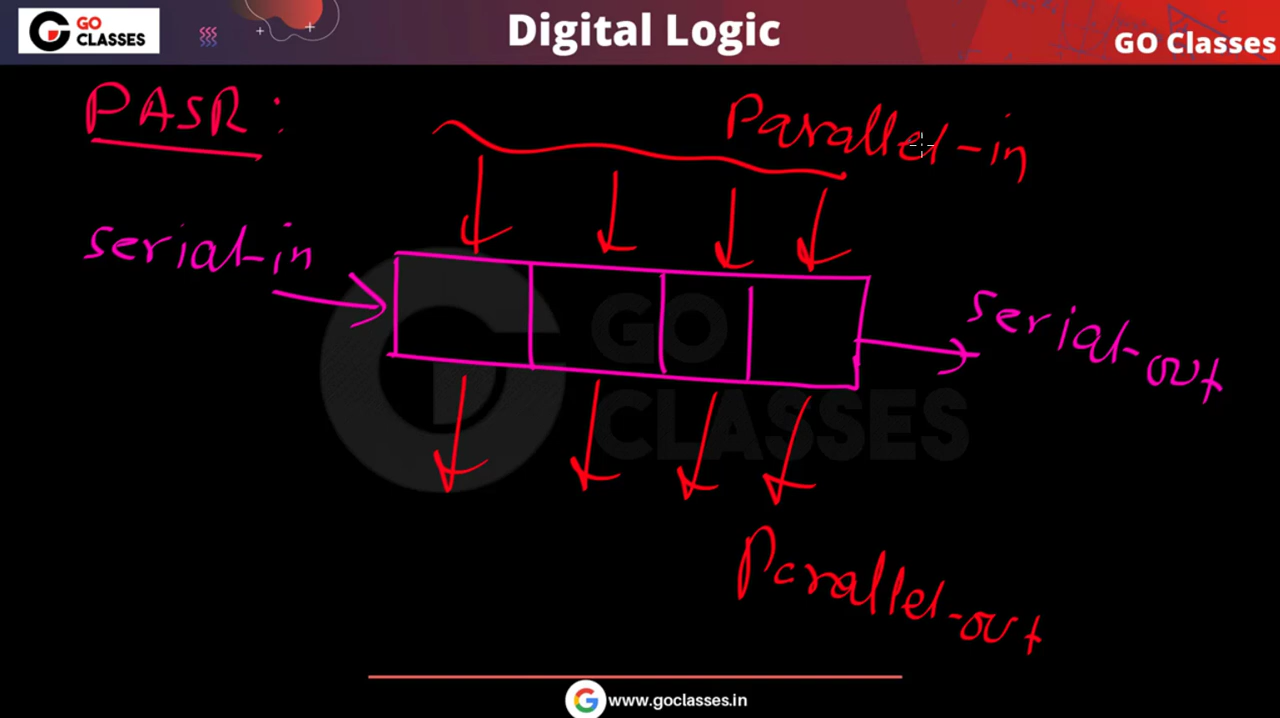 GO CLASSES
Digital Logic
GO Classes
PASR:
Parallel-in
serial-in
GO
CLASSES
serial-out
Parallel-out
www.goclasses.in